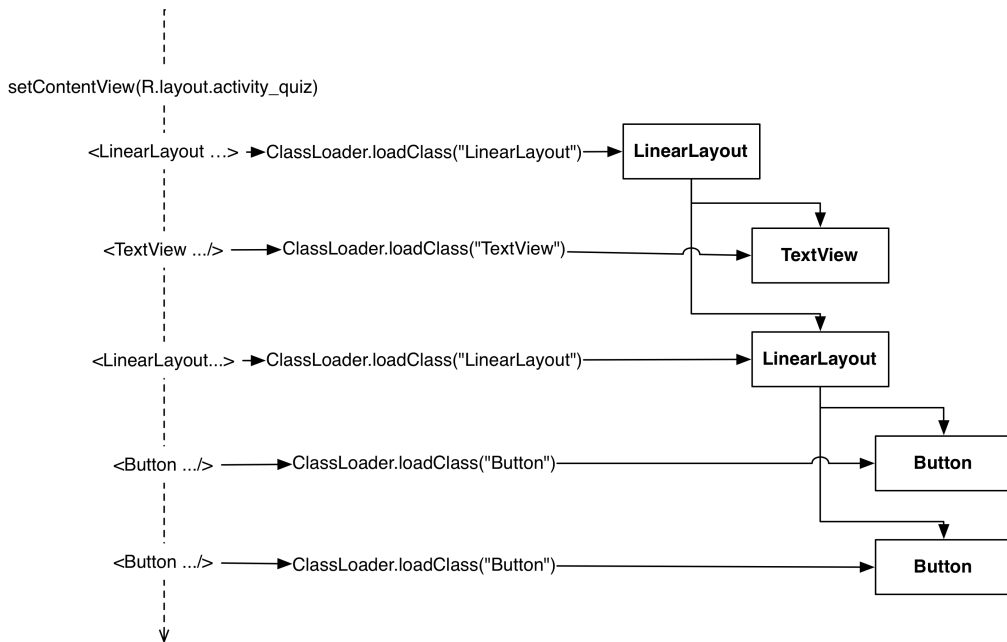 setContentView(R.layout.activity_quiz)
<LinearLayout ...> ClassLoader.loadClass("LinearLayout") LinearLayout
<TextView .../> ClassLoader.loadClass("TextView") TextView
<LinearLayout...> ClassLoader.loadClass("LinearLayout") LinearLayout
<Button .../> ClassLoader.loadClass("Button") Button
<Button .../> ClassLoader.loadClass("Button") Button